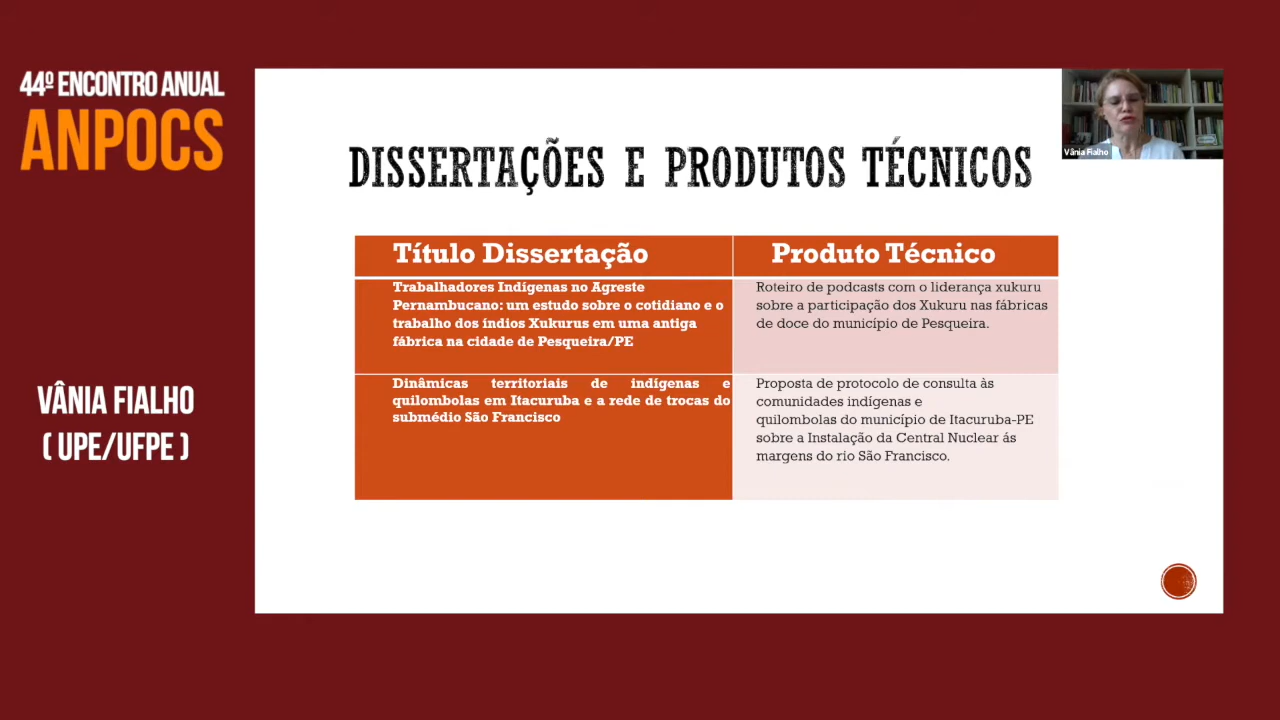 44º ENCONTRO ANUAL
ANPOCS
VÂNIA FIALHO
( UPE/UFPE )
DISSERTAÇÕES E PRODUTOS TÉCNICOS
Título Dissertação
Produto Técnico
Trabalhadores Indígenas no Agreste
Pernambucano: um estudo sobre o cotidiano e o
trabalho dos índios Xukurus em uma antiga
fábrica na cidade de Pesqueira/PE
Roteiro de podcasts com o liderança xukuru
sobre a participação dos Xukuru nas fábricas
de doce do município de Pesqueira.
Dinâmicas territoriais de indígenas e
quilombolas em Itacuruba e a rede de trocas do
submédio São Francisco
Proposta de protocolo de consulta às
comunidades indígenas e
quilombolas do município de Itacuruba-PE
sobre a Instalação da Central Nuclear ás
margens do rio São Francisco.
Vânia Fialho